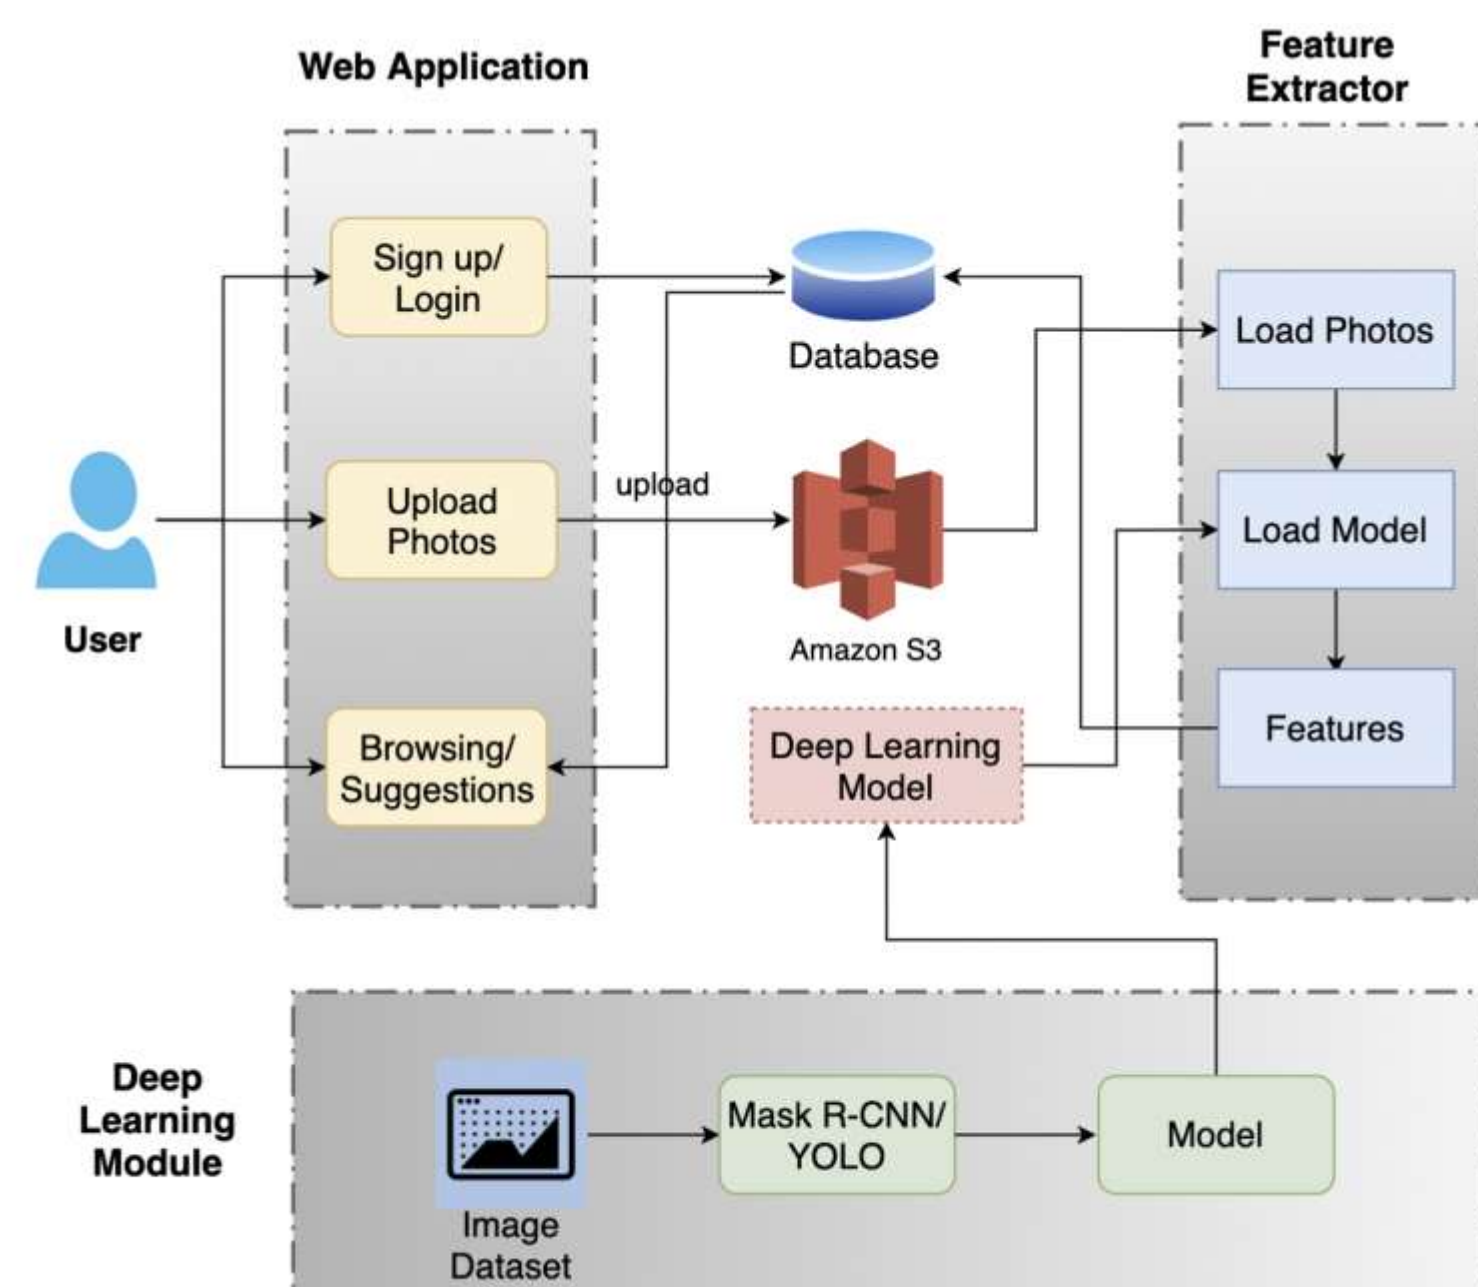 Web Application
Feature
Extractor
Sign up/
Login
Database
Load Photos
Upload
Photos
upload
Amazon S3
Load Model
User
Browsing/
Suggestions
Deep Learning
Model
Features
Deep
Learning
Module
Mask R-CNN/
YOLO
Model
Image
Dataset